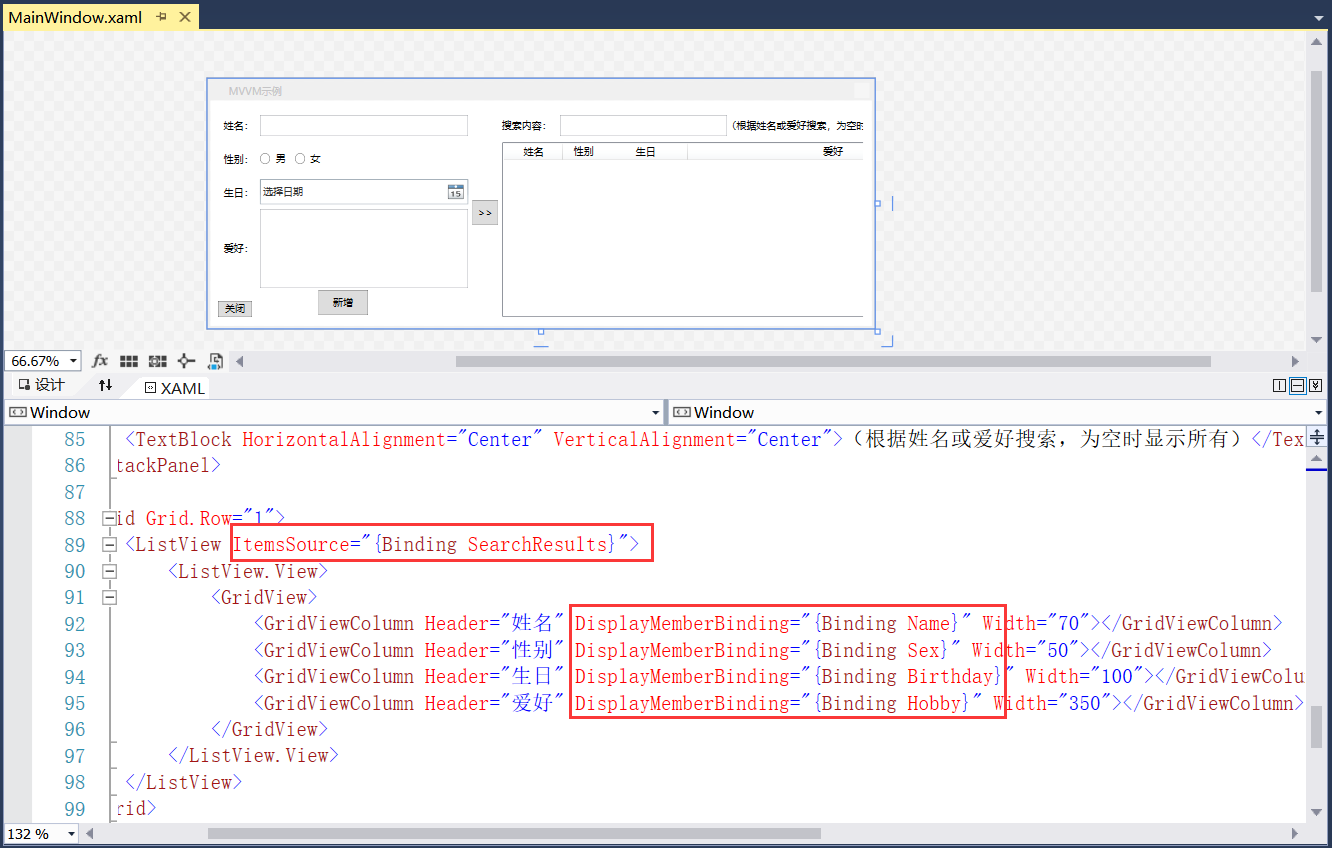 MainWindow.xaml
MVVM示例
姓名：
搜索内容：
（根据姓名或爱好搜索，为空时
性别： 男 女
姓名 性别 生日 爱好
生日： 选择日期 15
>>
爱好：
新增
关闭
66.67% fx
设计 XAML
Window Window
85 <TextBlock HorizontalAlignment="Center" VerticalAlignment="Center">（根据姓名或爱好搜索，为空时显示所有）</Tex
86 tackPanel>
87
88 id Grid.Row="1">
89 <ListView ItemsSource="{Binding SearchResults}">
90 <ListView.View>
91 <GridView>
92 <GridViewColumn Header="姓名" DisplayMemberBinding="{Binding Name}" Width="70"></GridViewColumn>
93 <GridViewColumn Header="性别" DisplayMemberBinding="{Binding Sex}" Width="50"></GridViewColumn>
94 <GridViewColumn Header="生日" DisplayMemberBinding="{Binding Birthday}" Width="100"></GridViewColu
95 <GridViewColumn Header="爱好" DisplayMemberBinding="{Binding Hobby}" Width="350"></GridViewColumn>
96 </GridView>
97 </ListView.View>
98 </ListView>
99 rid>
132 %